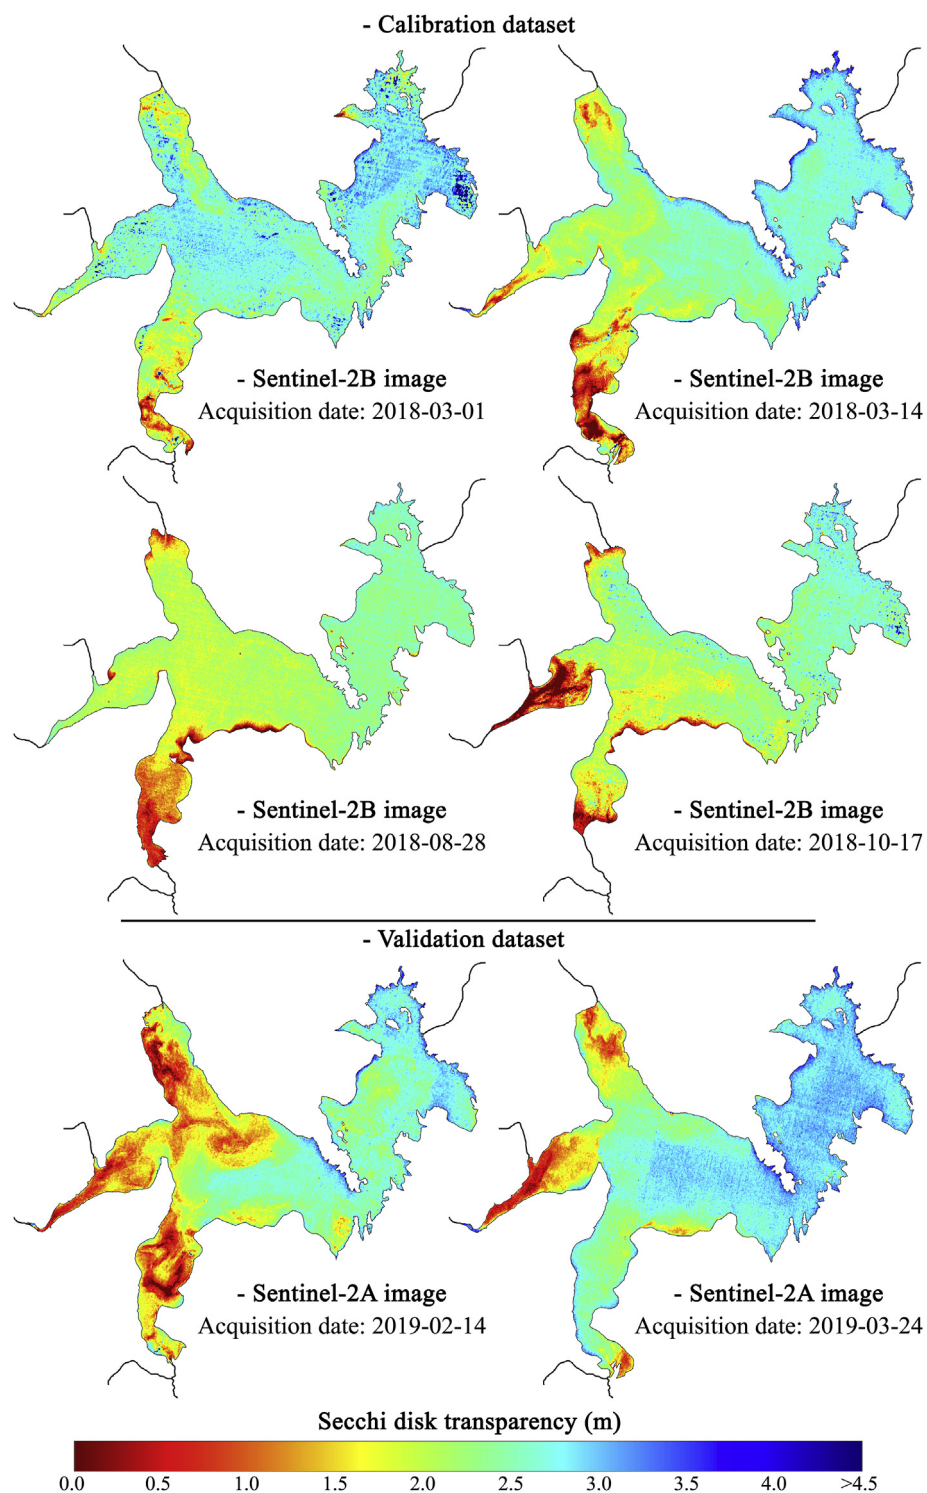 - Calibration dataset
- Sentinel-2B image
Acquisition date: 2018-03-01
- Sentinel-2B image
Acquisition date: 2018-03-14
- Sentinel-2B image
Acquisition date: 2018-08-28
- Sentinel-2B image
Acquisition date: 2018-10-17
- Validation dataset
- Sentinel-2A image
Acquisition date: 2019-02-14
- Sentinel-2A image
Acquisition date: 2019-03-24
Secchi disk transparency (m)
0.0 0.5 1.0 1.5 2.0 2.5 3.0 3.5 4.0 >4.5